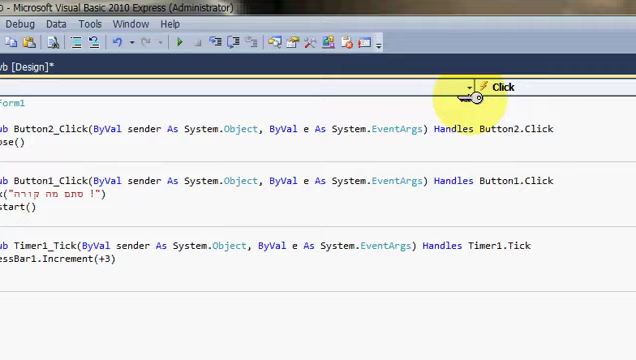 o - Microsoft Visual Basic 2010 Express (Administrator)
Debug Data Tools Window Help
vb [Design]*
Click
Form1
ub Button2_Click(ByVal sender As System.Object, ByVal e As System.EventArgs) Handles Button2.Click
ose()
ub Button1_Click(ByVal sender As System.Object, ByVal e As System.EventArgs) Handles Button1.Click
x("סתם מה קורה !")
start()
ub Timer1_Tick(ByVal sender As System.Object, ByVal e As System.EventArgs) Handles Timer1.Tick
essBar1.Increment(+3)